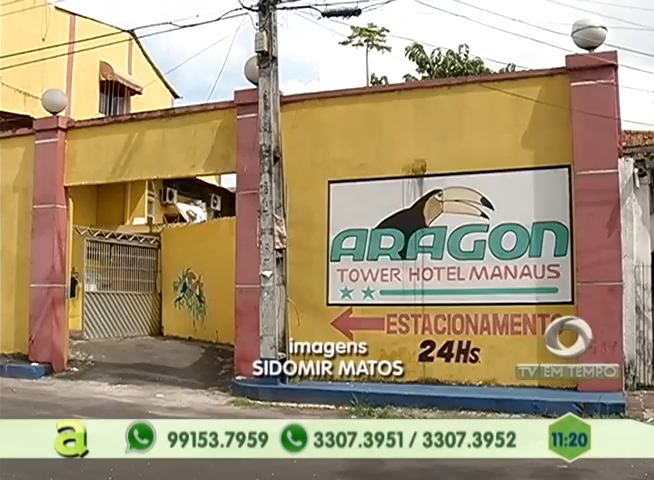 ARAGON
TOWER HOTEL MANAUS
ESTACIONAMENTO
24Hs
imagens
SIDOMIR MATOS
TV EM TEMPO
a 99153.7959 3307.3951 / 3307.3952 11:20